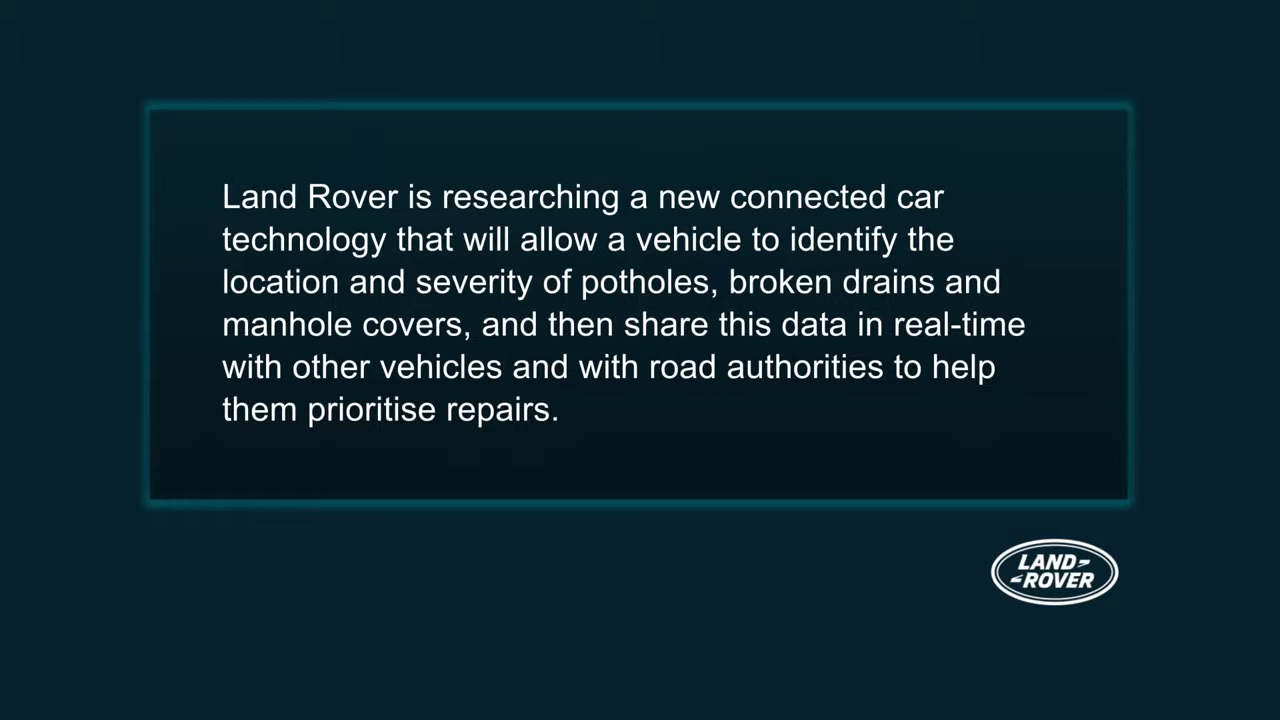 Land Rover is researching a new connected car
technology that will allow a vehicle to identify the
location and severity of potholes, broken drains and
manhole covers, and then share this data in real-time
with other vehicles and with road authorities to help
them prioritise repairs.
LAND
ROVER